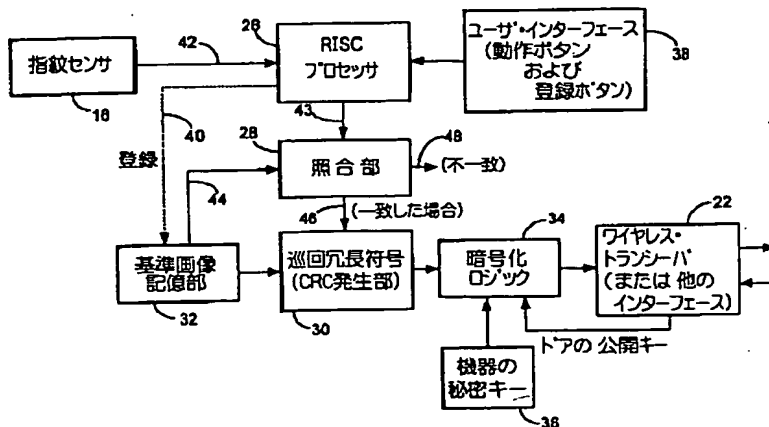 指紋センサ
16
42
26
RISC
プロセッサ
ユーザ・インターフェース
(動作ボタン
および
登録ボタン)
38
40
登録
43
28
照合部
48
(不一致)
44
46
(一致した場合)
基準画像
記憶部
32
巡回冗長符号
(CRC発生部)
30
34
暗号化
ロジック
22
ワイヤレス・
トランシーバ
(または 他の
インターフェース)
ドアの 公開キー
機器の
秘密キー
36